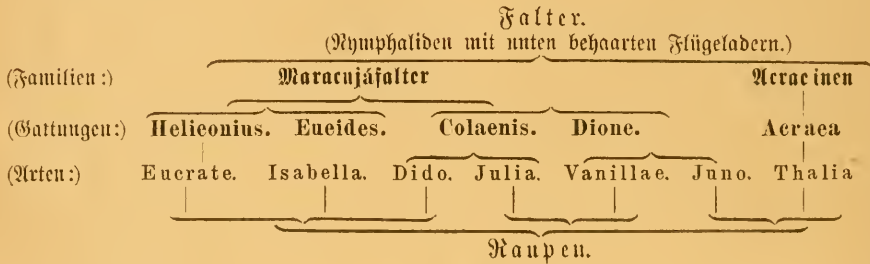 Falter.
(Nymphaliden mit unten behaarten Flügeladern.)
(Familien:) Maracujáfalter Acracinen
(Gattungen:) Heliconius. Eueides. Colaenis. Dione. Acraea
(Arten:) Eucrate. Isabella. Dido. Julia. Vanillae. Juno. Thalia
Raupen.